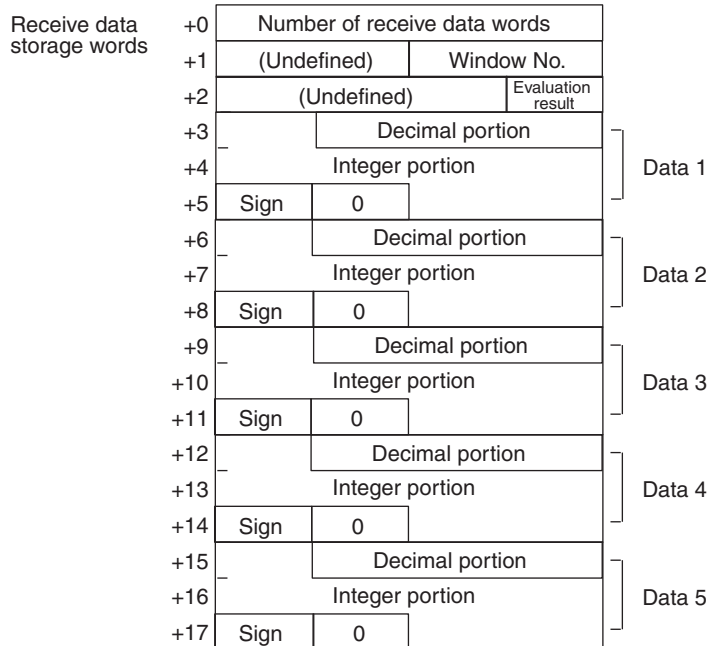 Receive data
storage words
+0 Number of receive data words
+1 (Undefined) Window No.
+2 (Undefined) Evaluation
result
+3 Decimal portion
+4 Integer portion Data 1
+5 Sign 0
+6 Decimal portion
+7 Integer portion Data 2
+8 Sign 0
+9 Decimal portion
+10 Integer portion Data 3
+11 Sign 0
+12 Decimal portion
+13 Integer portion Data 4
+14 Sign 0
+15 Decimal portion
+16 Integer portion Data 5
+17 Sign 0